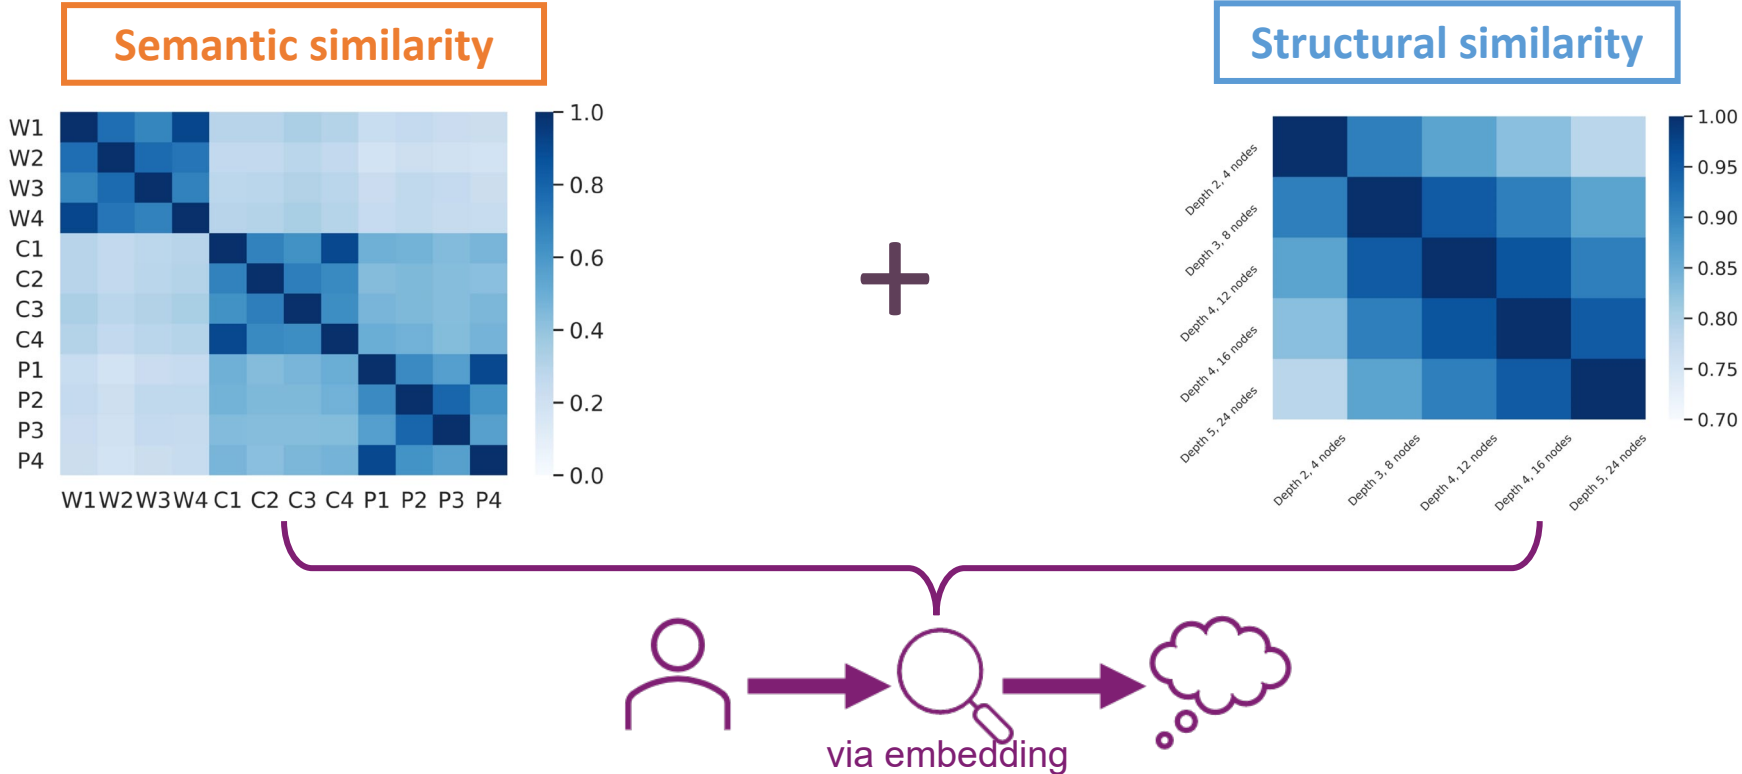 Semantic similarity
Structural similarity
W1
W2
W3
W4
C1
C2
C3
C4
P1
P2
P3
P4
W1 W2 W3 W4 C1 C2 C3 C4 P1 P2 P3 P4
1.0
0.8
0.6
0.4
0.2
0.0
Depth 2, 4 nodes
Depth 3, 8 nodes
Depth 4, 12 nodes
Depth 4, 16 nodes
Depth 5, 24 nodes
Depth 2, 4 nodes
Depth 3, 8 nodes
Depth 4, 12 nodes
Depth 4, 16 nodes
Depth 5, 24 nodes
1.00
0.95
0.90
0.85
0.80
0.75
0.70
via embedding